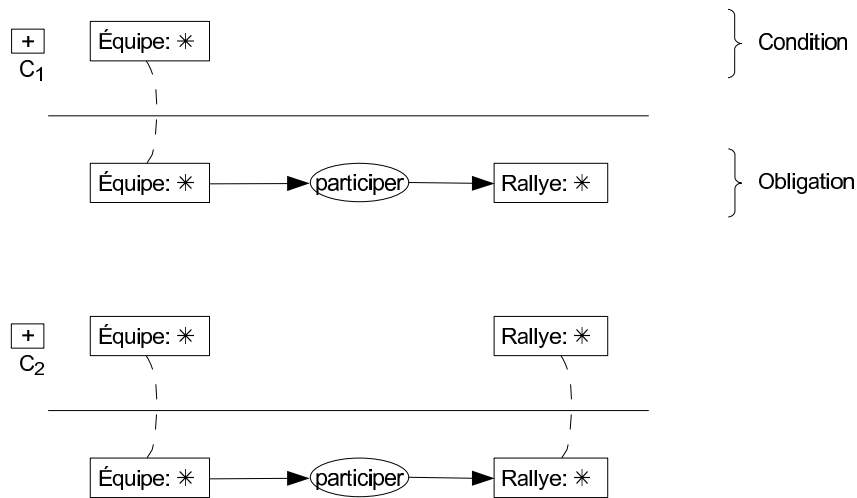 + Équipe: ✳ Condition
C1
Équipe: ✳ participer Rallye: ✳ Obligation
+ Équipe: ✳ Rallye: ✳
C2
Équipe: ✳ participer Rallye: ✳